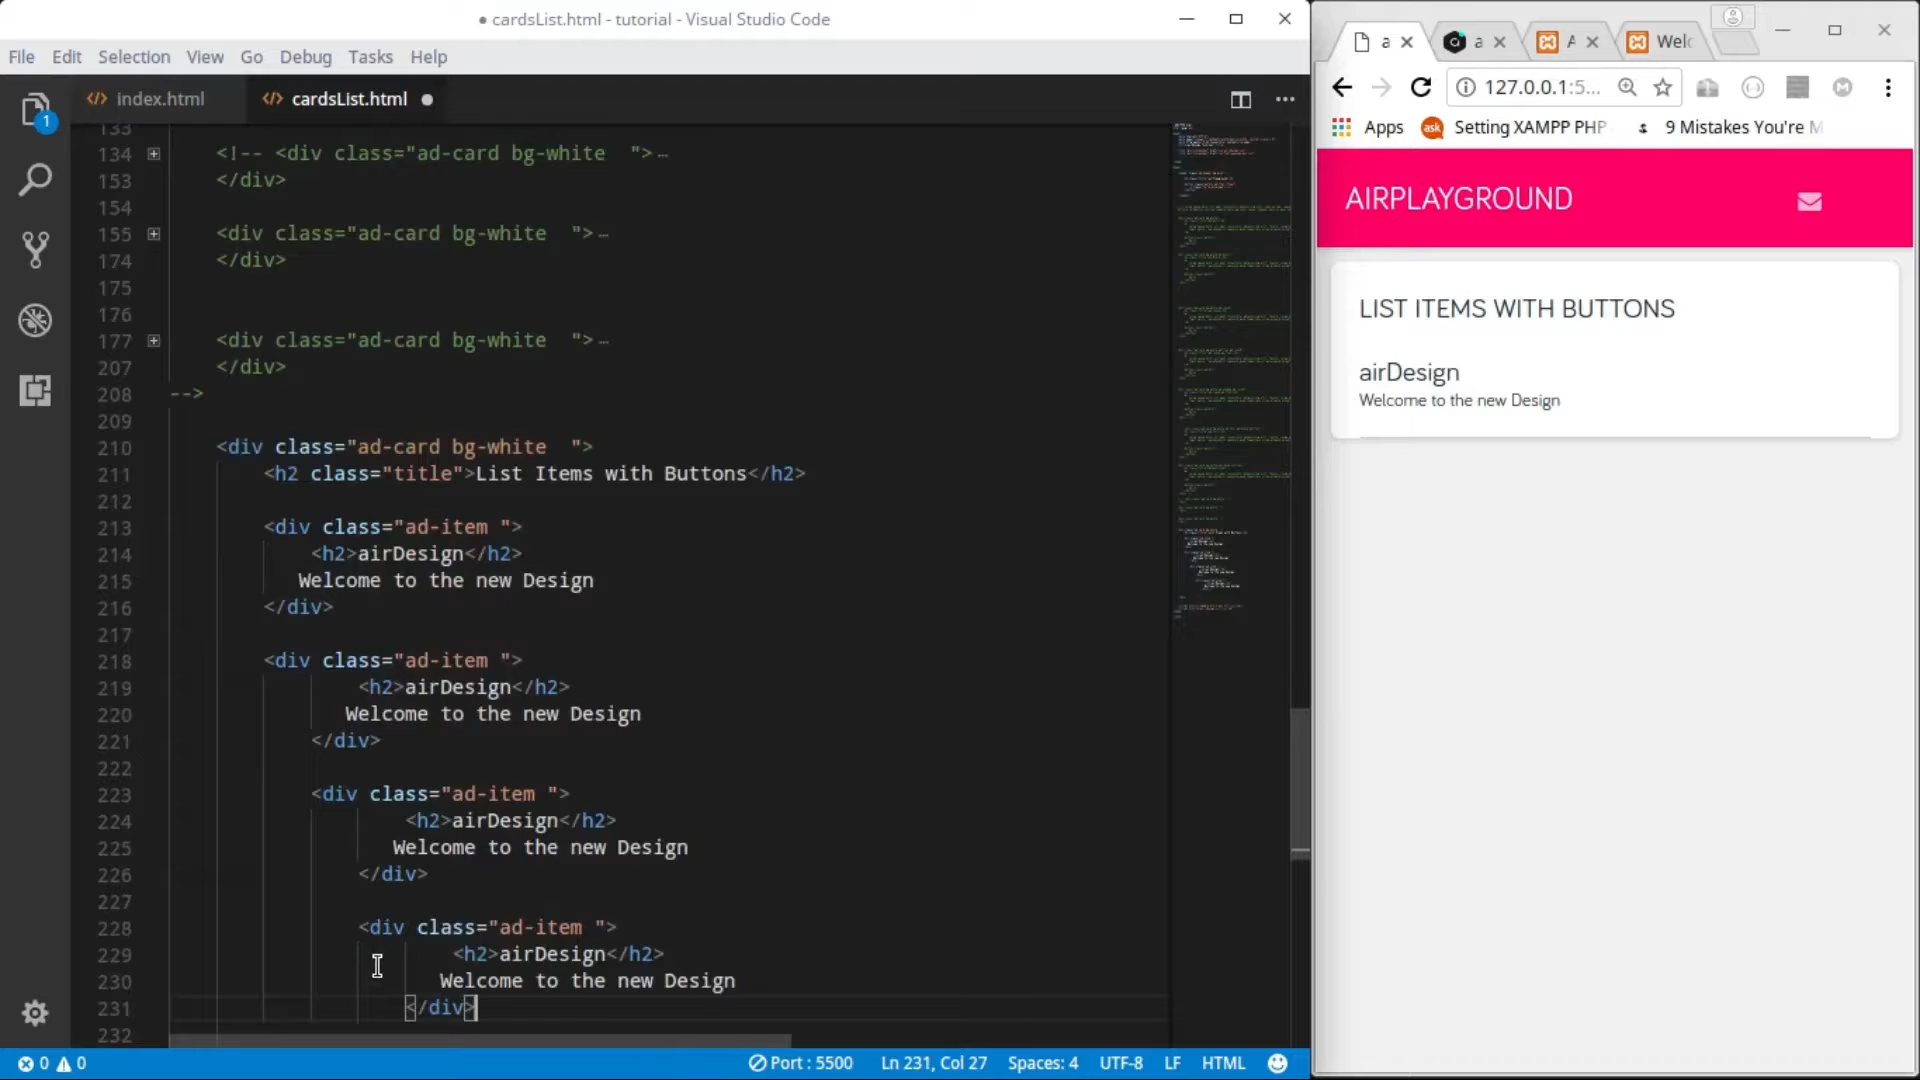 cardsList.html - tutorial - Visual Studio Code
File Edit Selection View Go Debug Tasks Help
index.html cardsList.html
1
133
134 <!-- <div class="ad-card bg-white  ">
153 </div>
154
155 <div class="ad-card bg-white  ">
174 </div>
175
176
177 <div class="ad-card bg-white  ">
207 </div>
208 -->
209
210 <div class="ad-card bg-white  ">
211 <h2 class="title">List Items with Buttons</h2>
212
213 <div class="ad-item ">
214 <h2>airDesign</h2>
215 Welcome to the new Design
216 </div>
217
218 <div class="ad-item ">
219 <h2>airDesign</h2>
220 Welcome to the new Design
221 </div>
222
223 <div class="ad-item ">
224 <h2>airDesign</h2>
225 Welcome to the new Design
226 </div>
227
228 <div class="ad-item ">
229 <h2>airDesign</h2>
230 Welcome to the new Design
231 </div>
232
0 0 Port : 5500 Ln 231, Col 27 Spaces: 4 UTF-8 LF HTML
a a A Welc
127.0.0.1:5...
Apps ask Setting XAMPP PHP 9 Mistakes You're M
AIRPLAYGROUND
LIST ITEMS WITH BUTTONS
airDesign
Welcome to the new Design